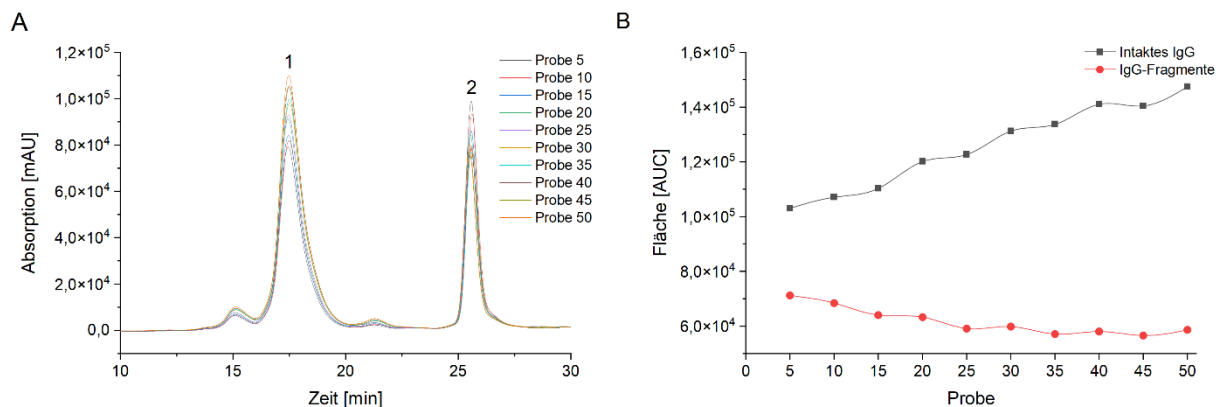 A
B
1,2×10⁵
1,0×10⁵
8,0×10⁴
6,0×10⁴
4,0×10⁴
2,0×10⁴
0,0
Absorption [mAU]
10
15
20
25
30
Zeit [min]
1
2
Probe 5
Probe 10
Probe 15
Probe 20
Probe 25
Probe 30
Probe 35
Probe 40
Probe 45
Probe 50
1,6×10⁵
1,4×10⁵
1,2×10⁵
1,0×10⁵
8,0×10⁴
6,0×10⁴
Fläche [AUC]
0
5
10
15
20
25
30
35
40
45
50
Probe
Intaktes IgG
IgG-Fragmente